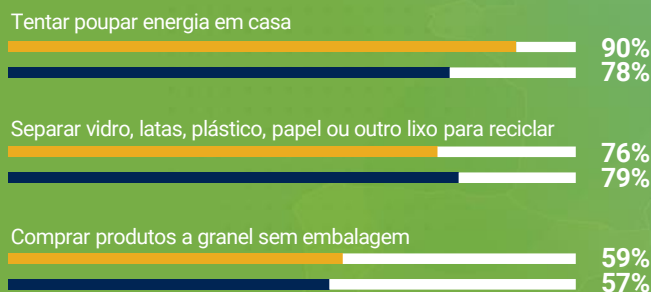 Tentar poupar energia em casa
90%
78%
Separar vidro, latas, plástico, papel ou outro lixo para reciclar
76%
79%
Comprar produtos a granel sem embalagem
59%
57%